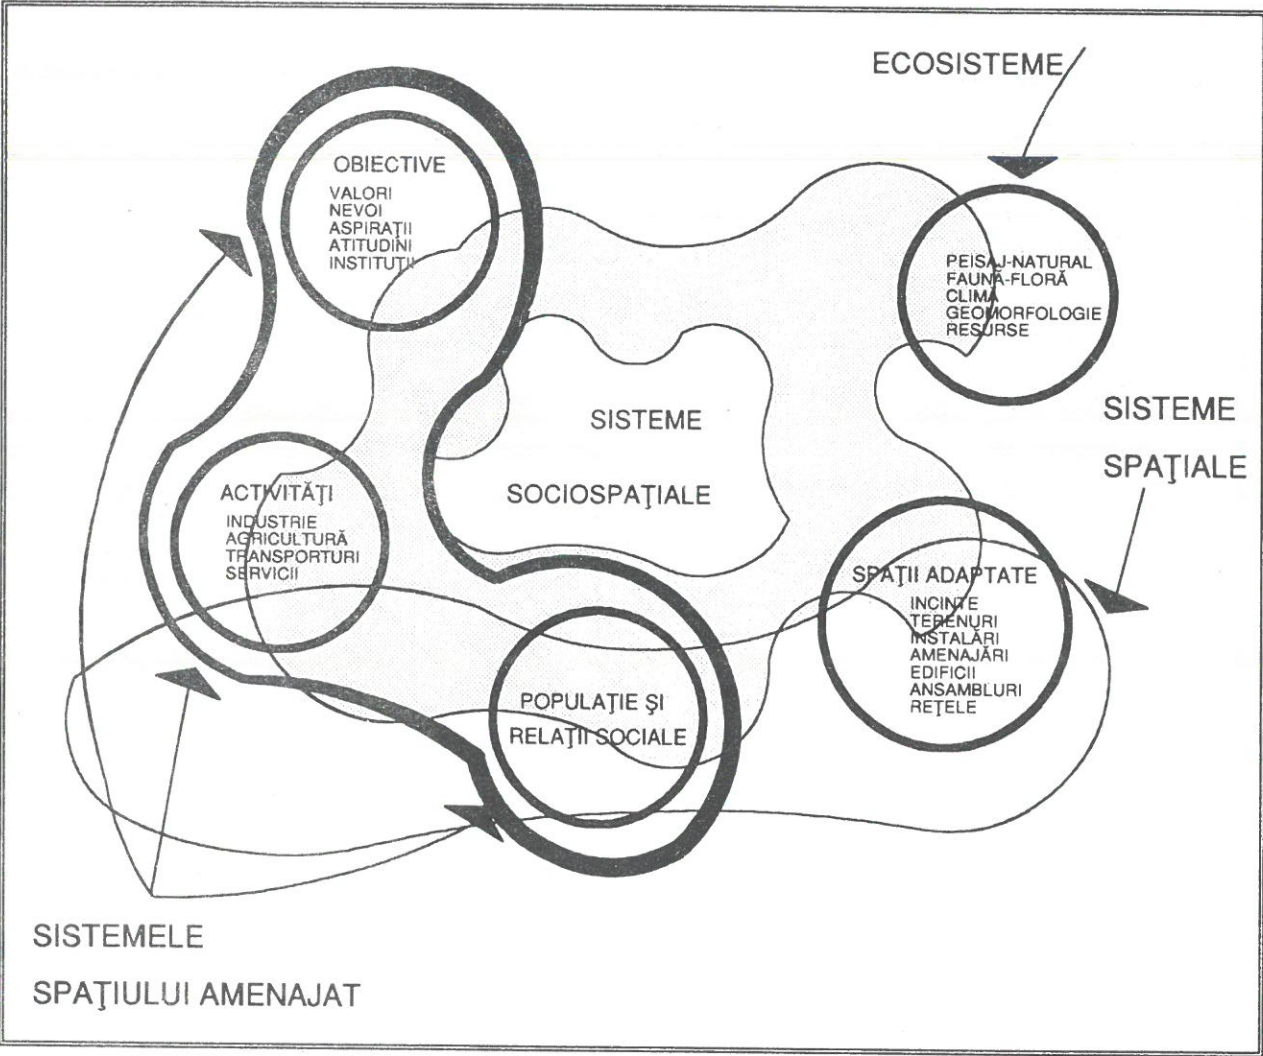 ECOSISTEME
OBIECTIVE
VALORI
NEVOI
ASPIRAŢII
ATITUDINI
INSTITUŢII
PEISAJ-NATURAL
FAUNĂ-FLORĂ
CLIMĂ
GEOMORFOLOGIE
RESURSE
SISTEME
SOCIOSPAŢIALE
SISTEME
SPAŢIALE
ACTIVITĂŢI
INDUSTRIE
AGRICULTURĂ
TRANSPORTURI
SERVICII
SPAŢII ADAPTATE
INCINTE
TERENURI
INSTALĂRI
AMENAJĂRI
EDIFICII
ANSAMBLURI
REŢELE
POPULAŢIE ŞI
RELAŢII SOCIALE
SISTEMELE
SPAŢIULUI AMENAJAT